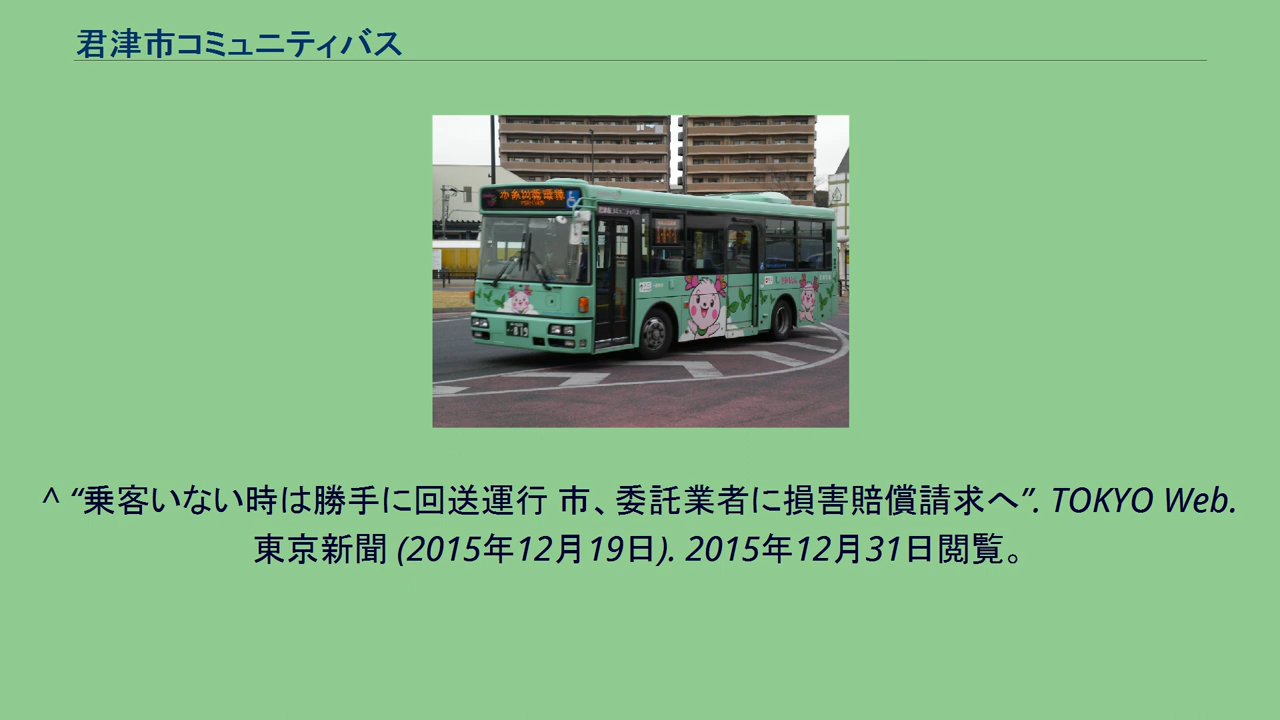 君津市コミュニティバス
819
^ “乗客いない時は勝手に回送運行 市、委託業者に損害賠償請求へ”. TOKYO Web.
東京新聞 (2015年12月19日). 2015年12月31日閲覧。